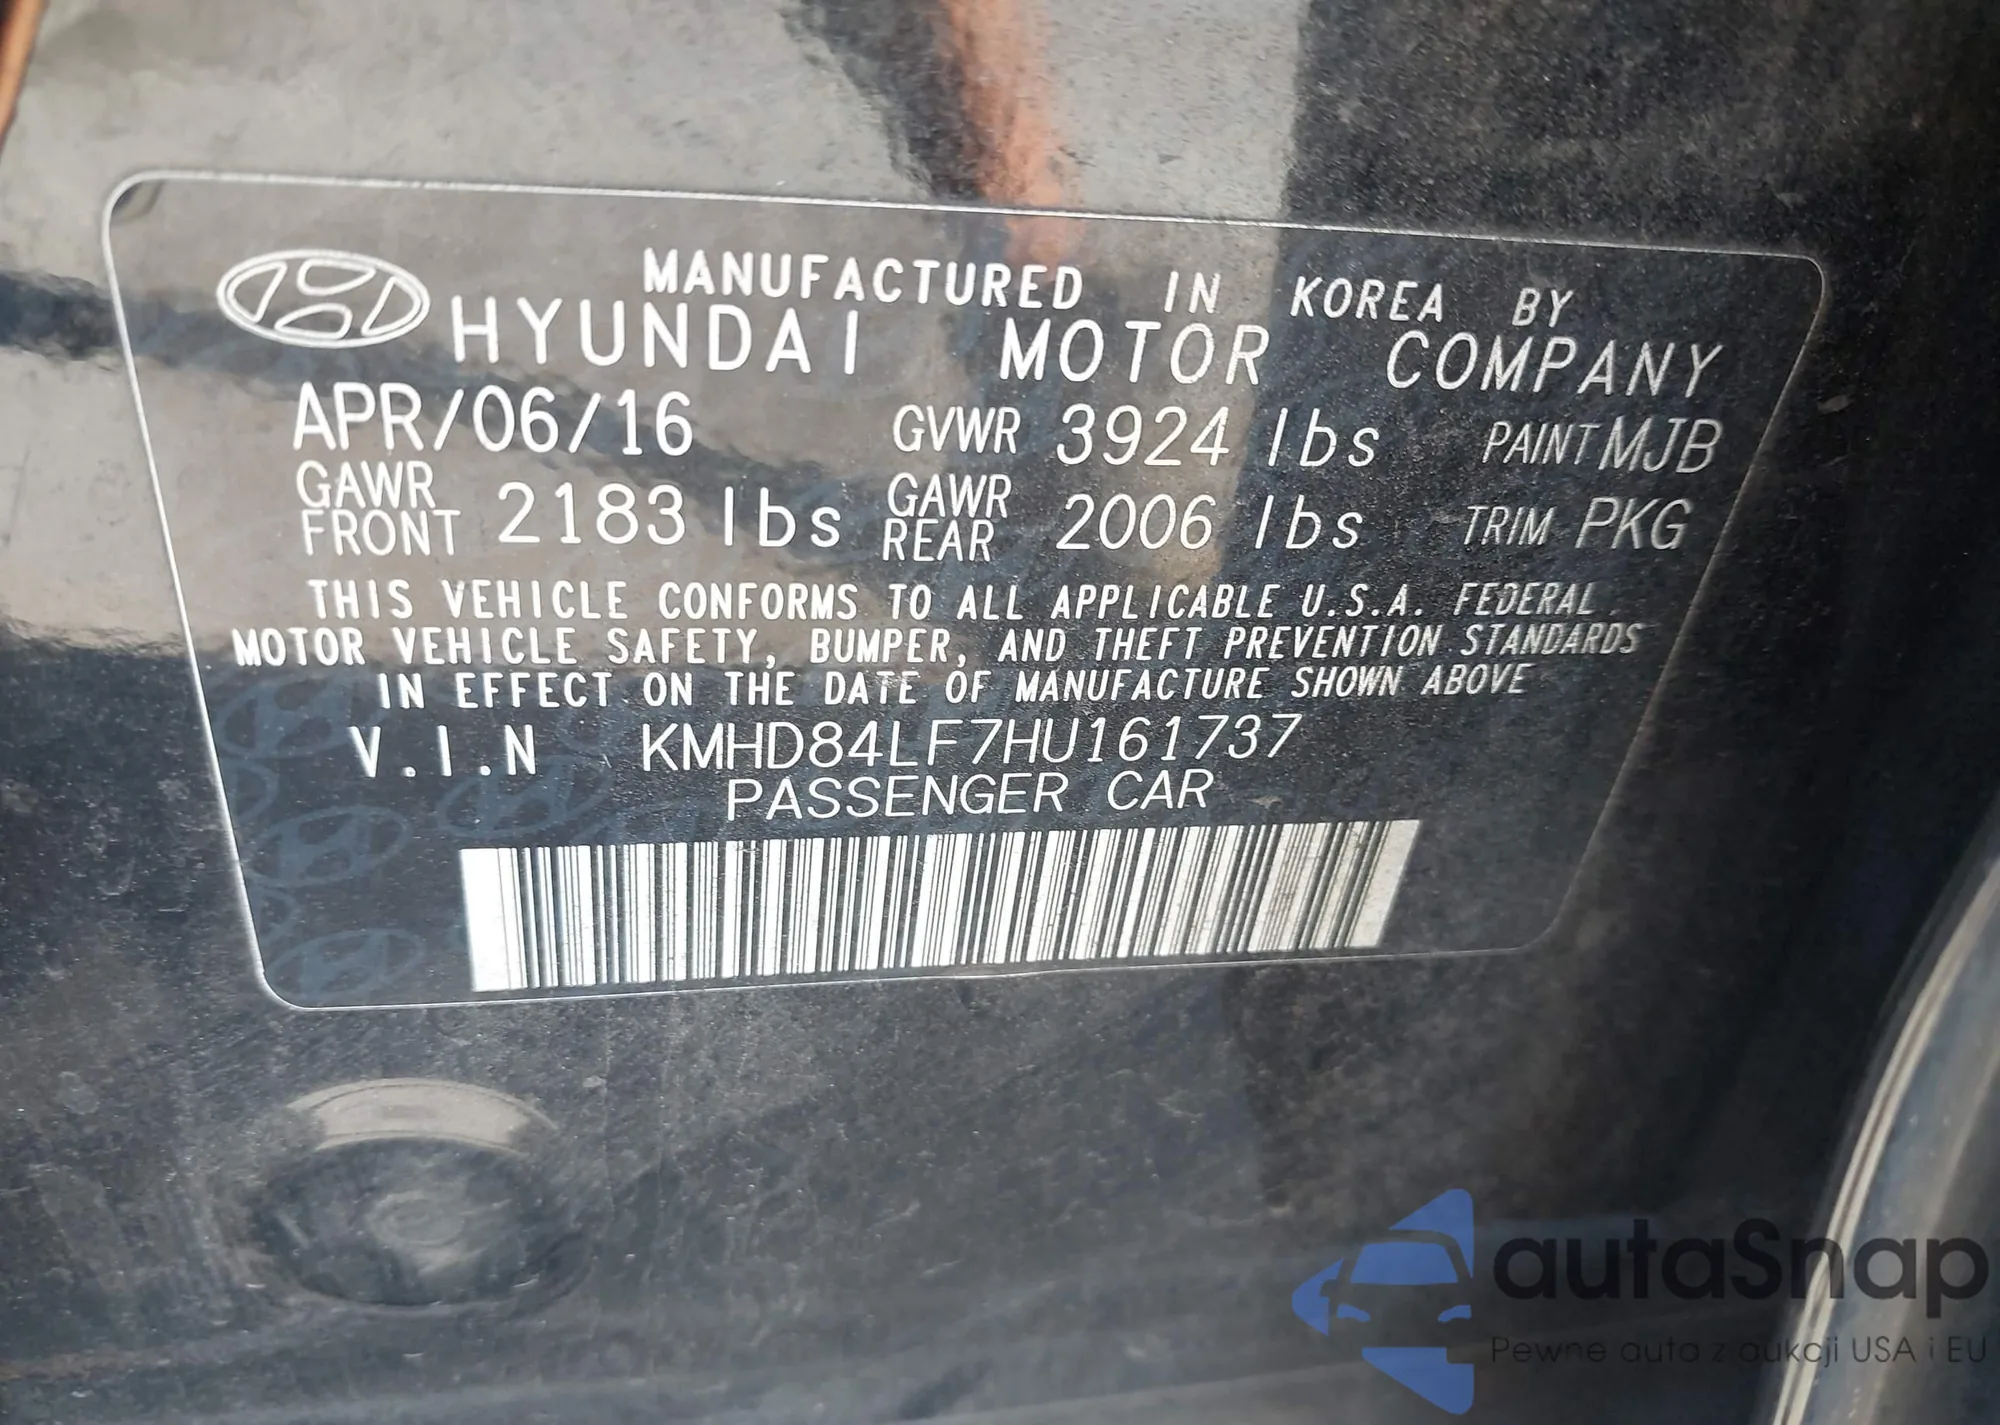 MANUFACTURED IN KOREA BY
HYUNDAI MOTOR COMPANY
APR/06/16 GVWR 3924 lbs PAINT MJB
GAWR FRONT 2183 lbs GAWR REAR 2006 lbs TRIM PKG
THIS VEHICLE CONFORMS TO ALL APPLICABLE U.S.A. FEDERAL
MOTOR VEHICLE SAFETY, BUMPER, AND THEFT PREVENTION STANDARDS
IN EFFECT ON THE DATE OF MANUFACTURE SHOWN ABOVE
V.I.N KMHD84LF7HU161737
PASSENGER CAR
autaSnap
Pewne auta z aukcji USA i EU